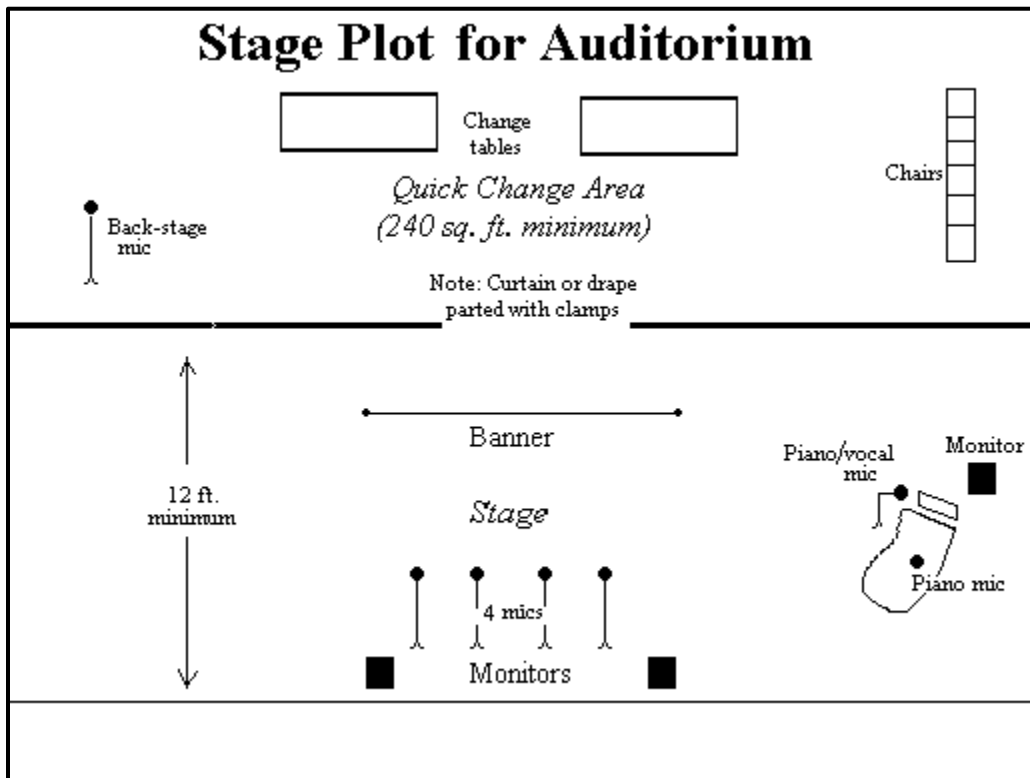 Stage Plot for Auditorium
Change
tables
Chairs
Quick Change Area
(240 sq. ft. minimum)
Back-stage
mic
Note: Curtain or drape
parted with clamps
Banner
Piano/vocal
mic
Monitor
12 ft.
minimum
Stage
Piano mic
4 mics
Monitors